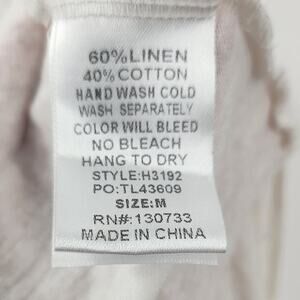 60%LINEN
40%COTTON
HAND WASH COLD
WASH SEPARATELY
COLOR WILL BLEED
NO BLEACH
HANG TO DRY
STYLE:H3192
PO:TL43609
SIZE:M
RN#:130733
MADE IN CHINA